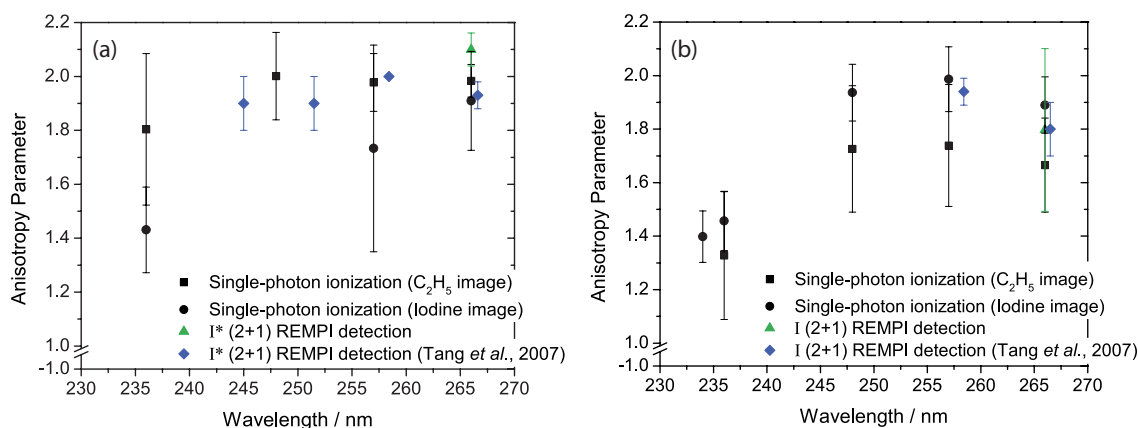 (a)
Anisotropy Parameter
2.2
2.0
1.8
1.6
1.4
1.2
1.0
-1.0
Single-photon ionization (C₂H₅ image)
Single-photon ionization (Iodine image)
I* (2+1) REMPI detection
I* (2+1) REMPI detection (Tang et al., 2007)
230 235 240 245 250 255 260 265 270
Wavelength / nm
(b)
Anisotropy Parameter
2.2
2.0
1.8
1.6
1.4
1.2
1.0
-1.0
Single-photon ionization (C₂H₅ image)
Single-photon ionization (Iodine image)
I (2+1) REMPI detection
I (2+1) REMPI detection (Tang et al., 2007)
230 235 240 245 250 255 260 265 270
Wavelength / nm